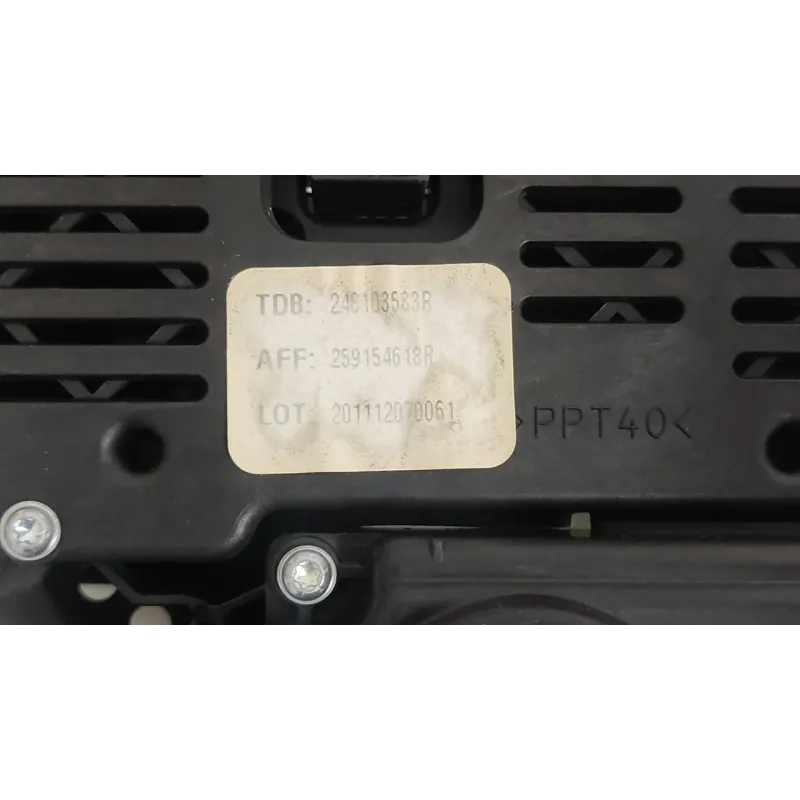 TDB: 248103583R
AFF: 259154618R
LOT: 201112070061
>PPT40<